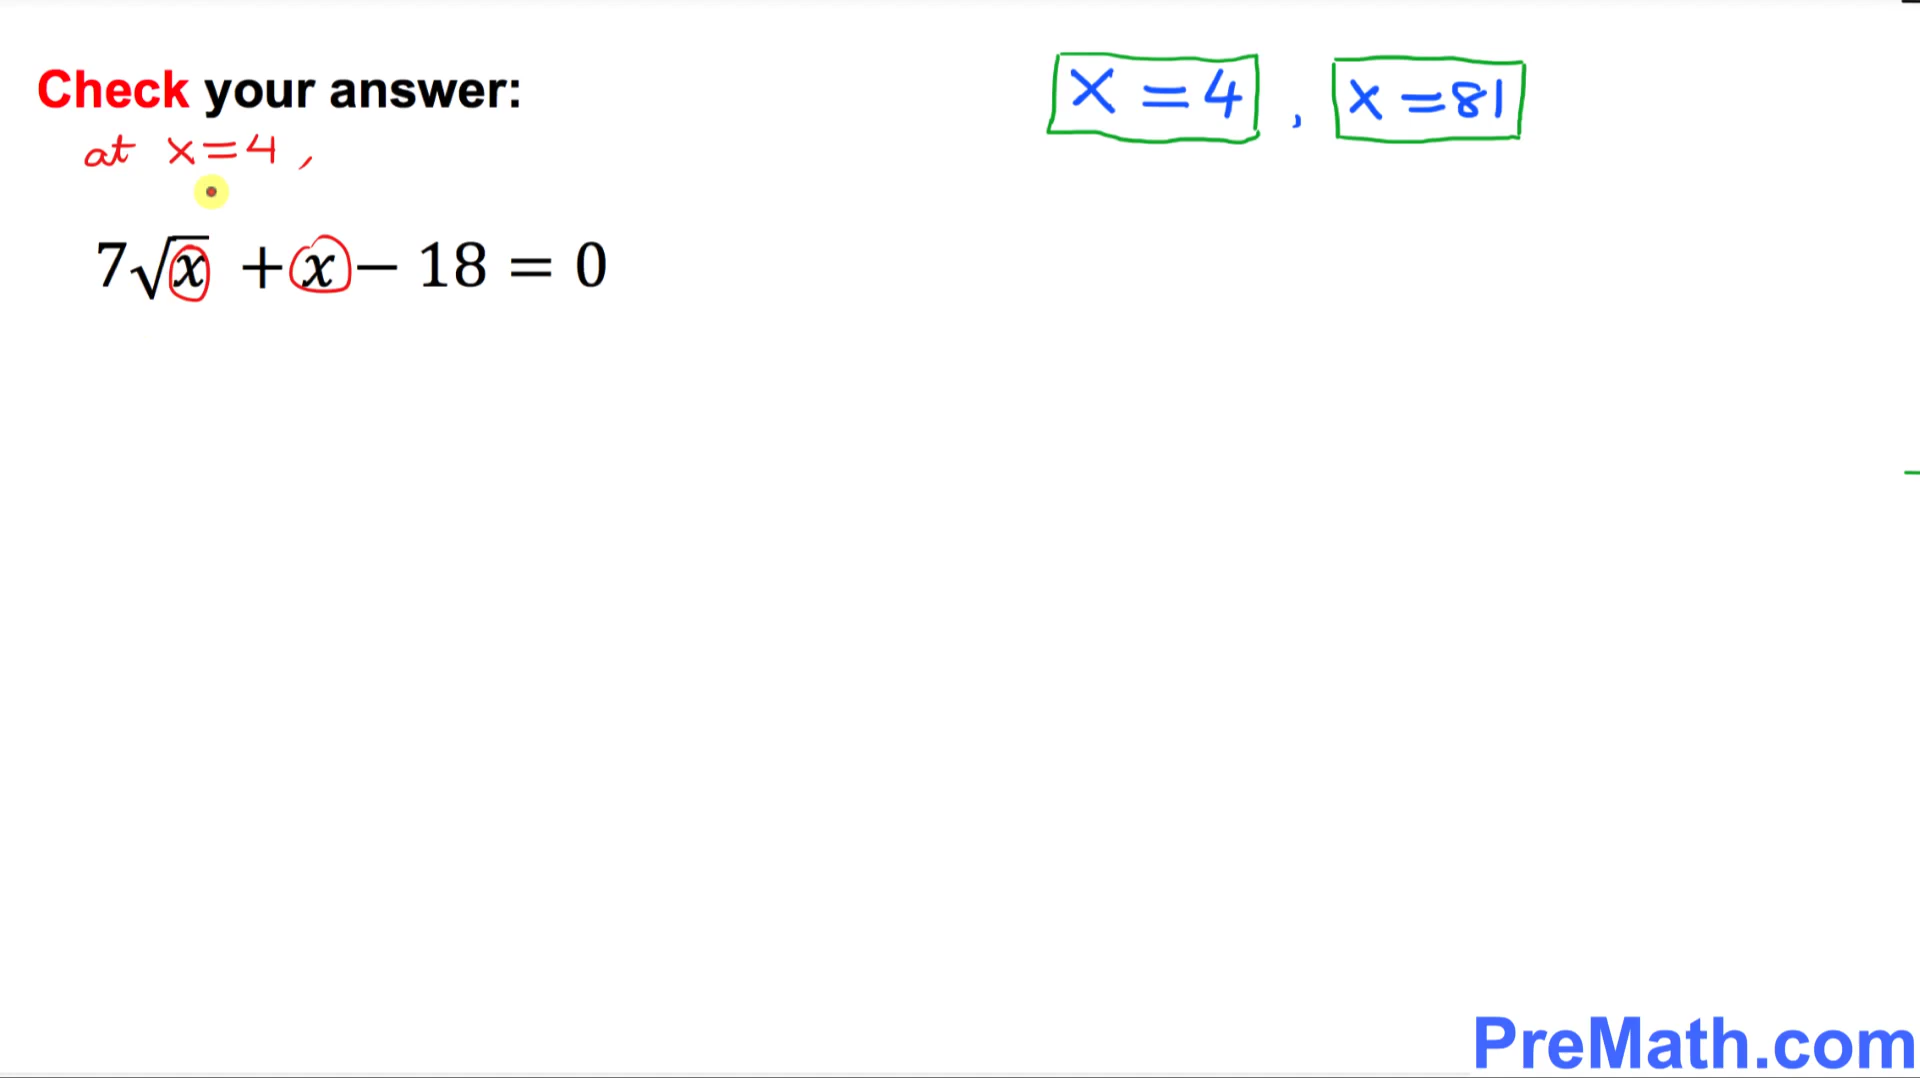 Check your answer:
at x=4,
7√x + x − 18 = 0
x = 4 , x = 81
PreMath.com